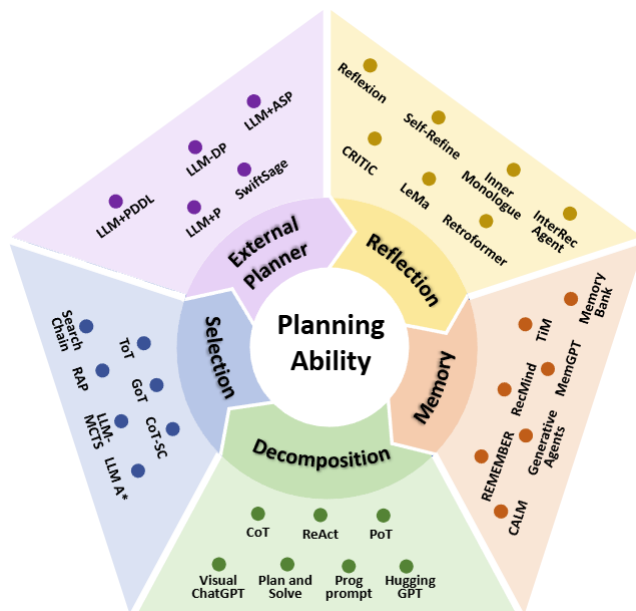 Planning
Ability
External
Planner
LLM+PDDL
LLM-DP
LLM+ASP
LLM+P
SwiftSage
Reflection
Reflexion
Self-Refine
Inner
Monologue
InterRec
Agent
CRITIC
LeMa
Retroformer
Memory
Memory
Bank
TiM
MemGPT
RecMind
Generative
Agents
REMEMBER
CALM
Decomposition
CoT
ReAct
PoT
Visual
ChatGPT
Plan and
Solve
Prog
prompt
Hugging
GPT
Selection
Search
Chain
ToT
RAP
GoT
LLM-
MCTS
CoT-SC
LLM A*